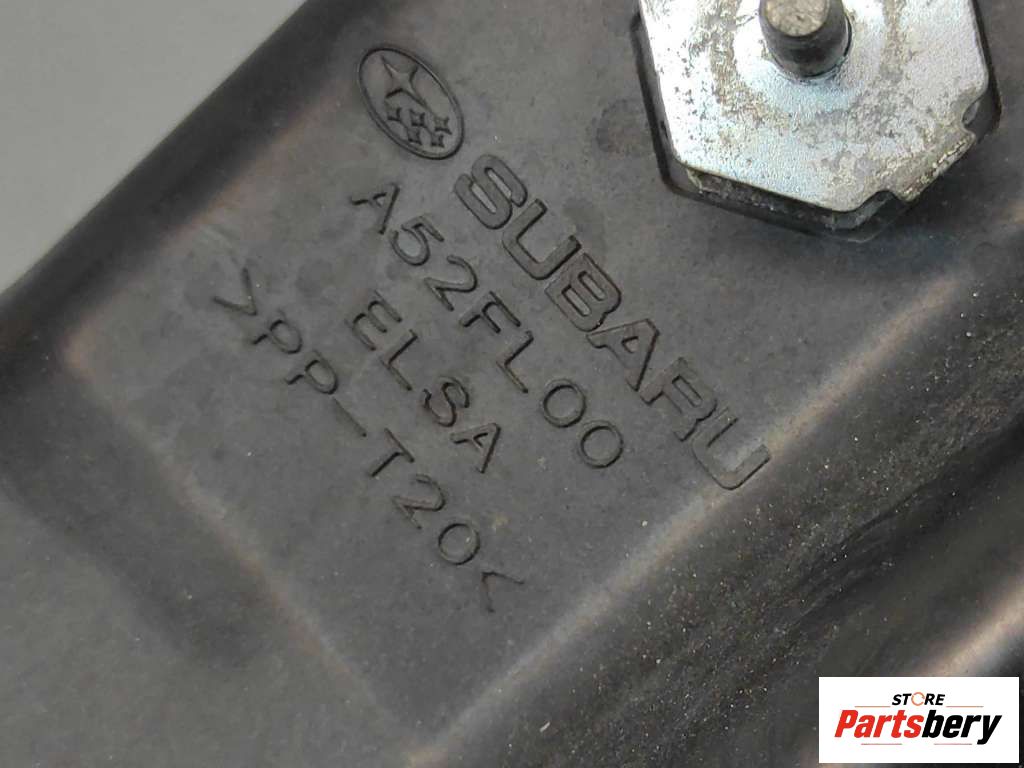 SUBARU
A52FL00
ELSA
>PP-T20<
STORE
Partsbery